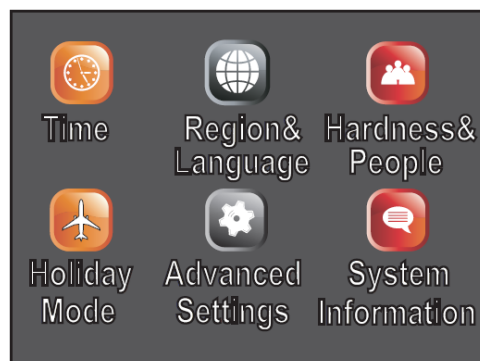 Time
Region&
Language
Hardness&
People
Holiday
Mode
Advanced
Settings
System
Information